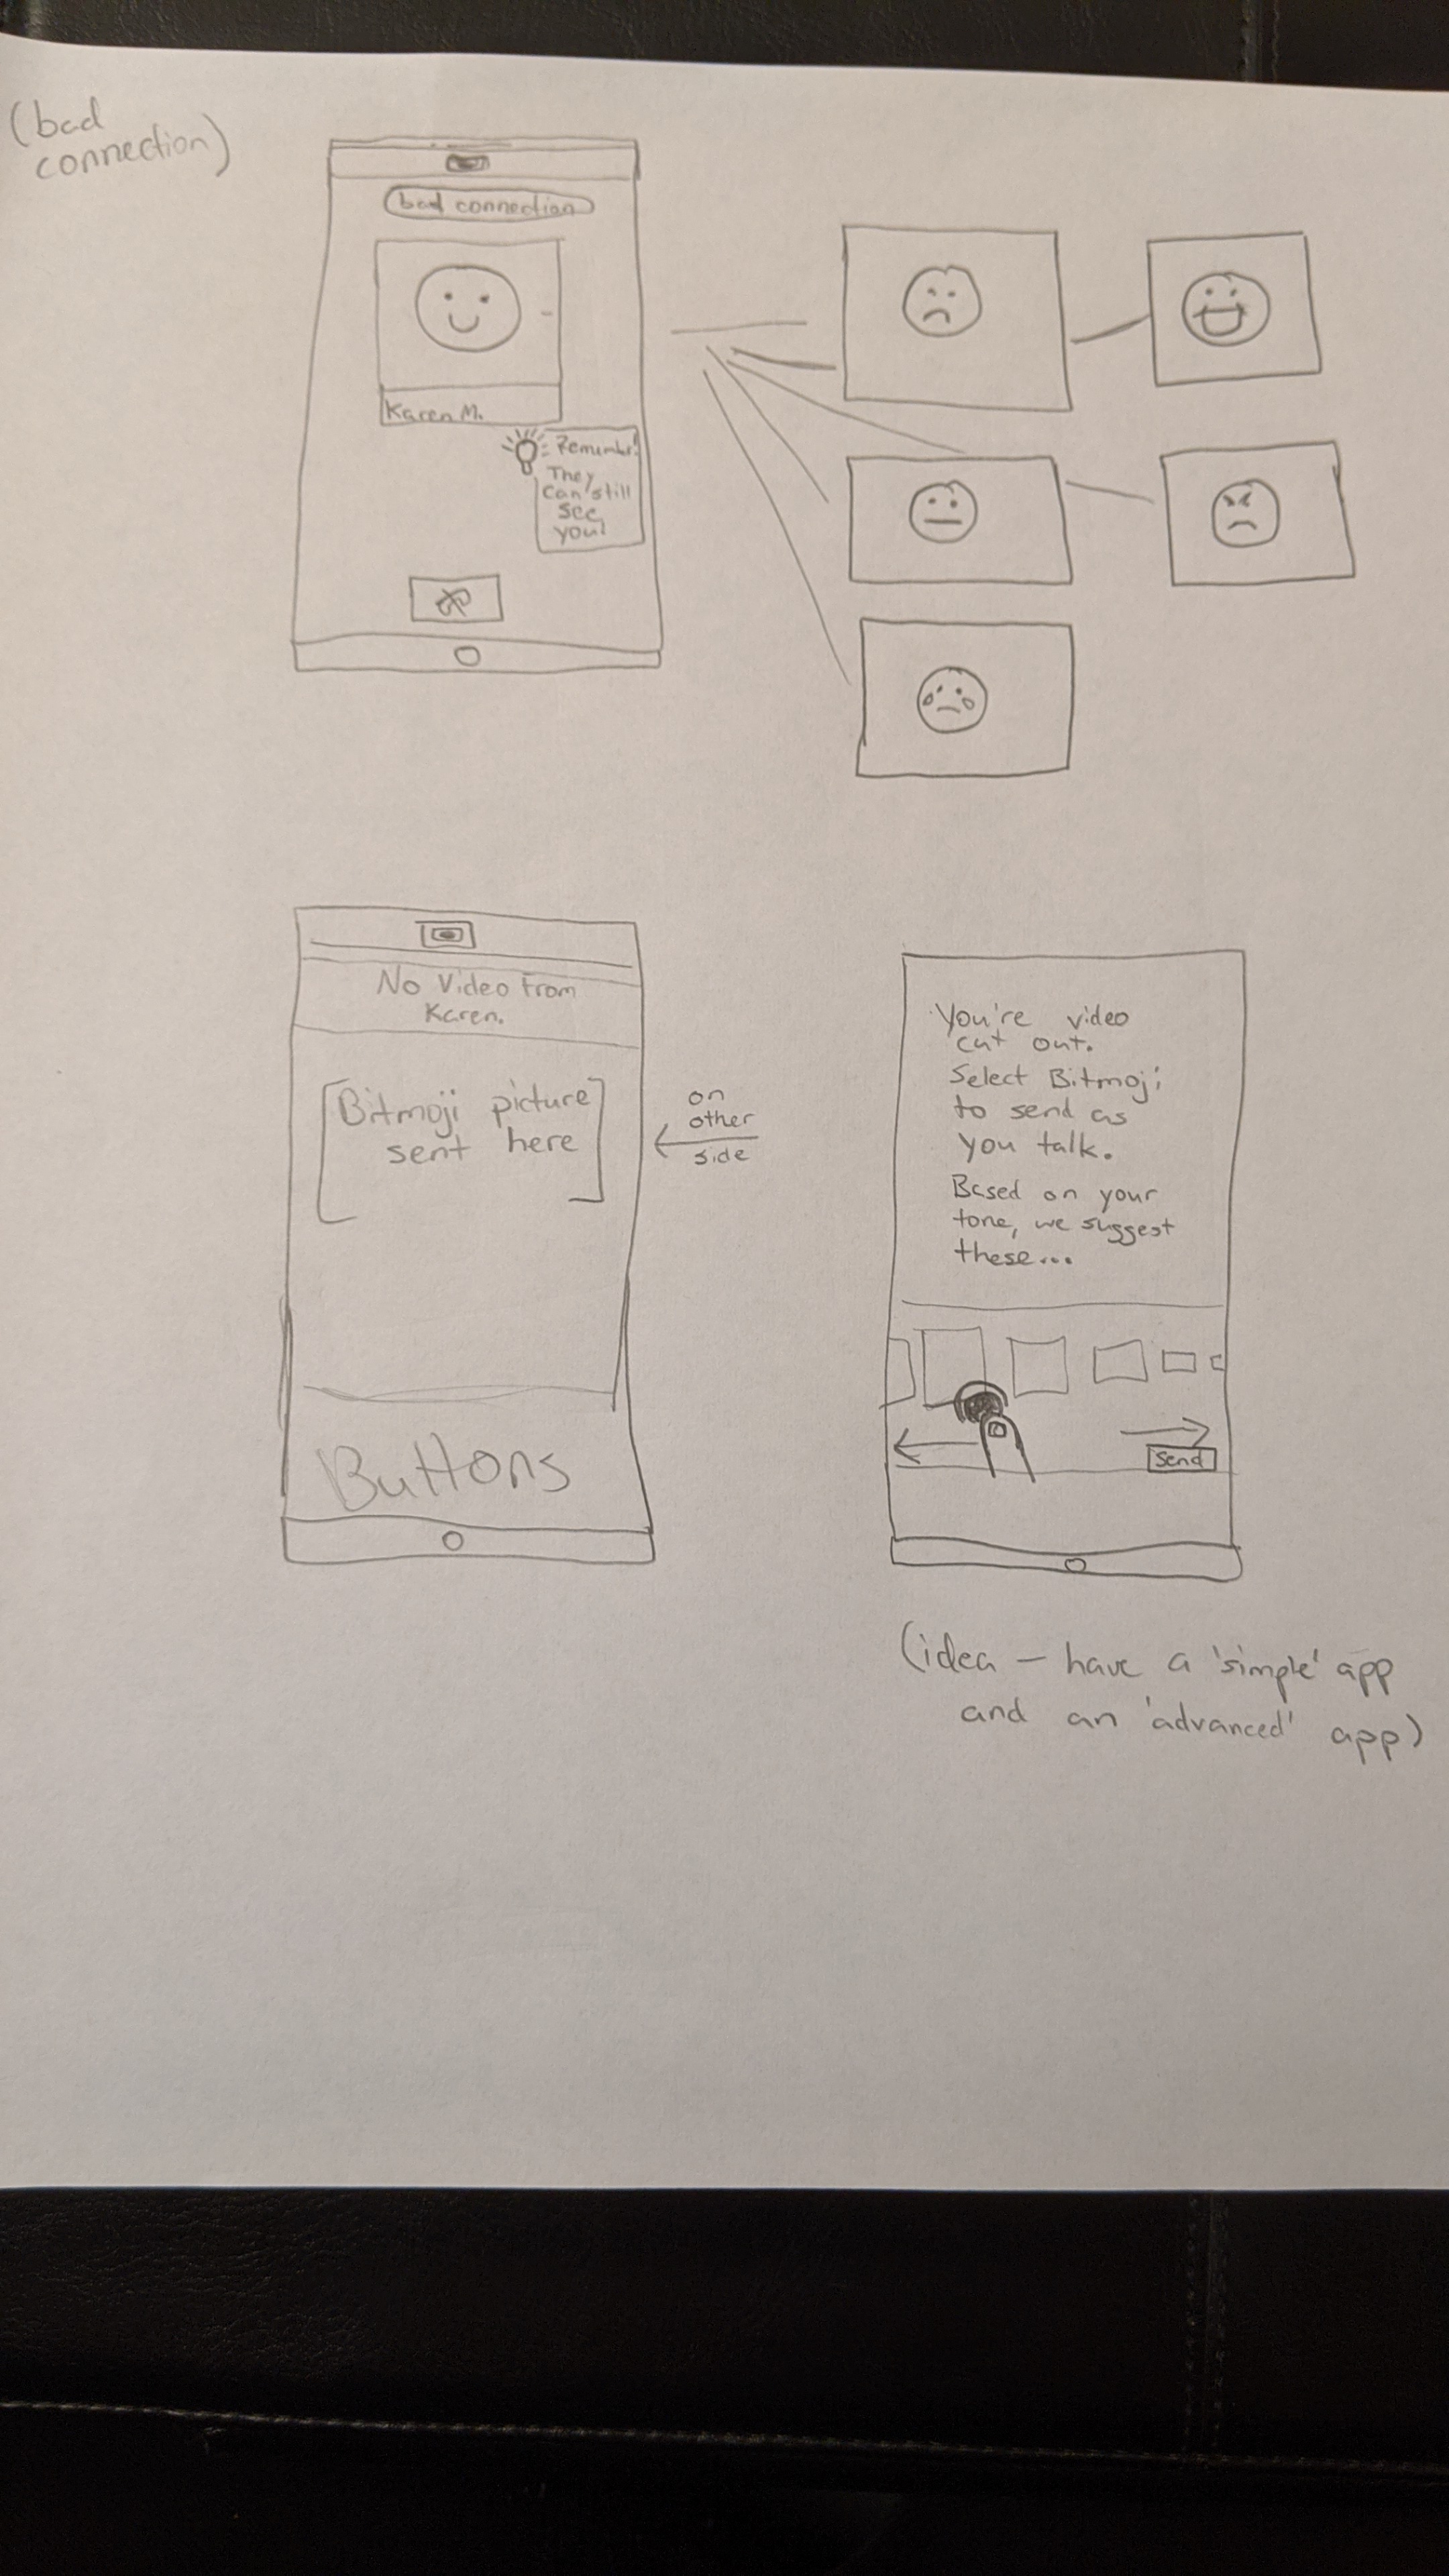 (bad
connection)
bad connection
Karen M.
Remember!
They
can still
see
you!
No Video From
Karen.
[Bitmoji picture
sent here]
on
other
side
Buttons
You're video
cut out.
Select Bitmoji
to send as
you talk.
Based on your
tone, we suggest
these...
Send
(idea – have a 'simple' app
and an 'advanced' app)